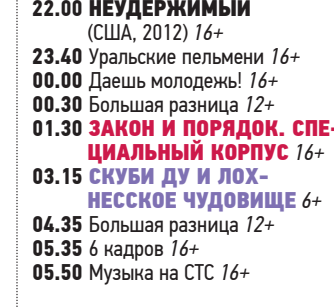 22.00 НЕУДЕРЖИМЫЙ
(США, 2012) 16+
23.40 Уральские пельмени 16+
00.00 Даешь молодежь! 16+
00.30 Большая разница 12+
01.30 ЗАКОН И ПОРЯДОК. СПЕ-
ЦИАЛЬНЫЙ КОРПУС 16+
03.15 СКУБИ ДУ И ЛОХ-
НЕССКОЕ ЧУДОВИЩЕ 6+
04.35 Большая разница 12+
05.35 6 кадров 16+
05.50 Музыка на СТС 16+